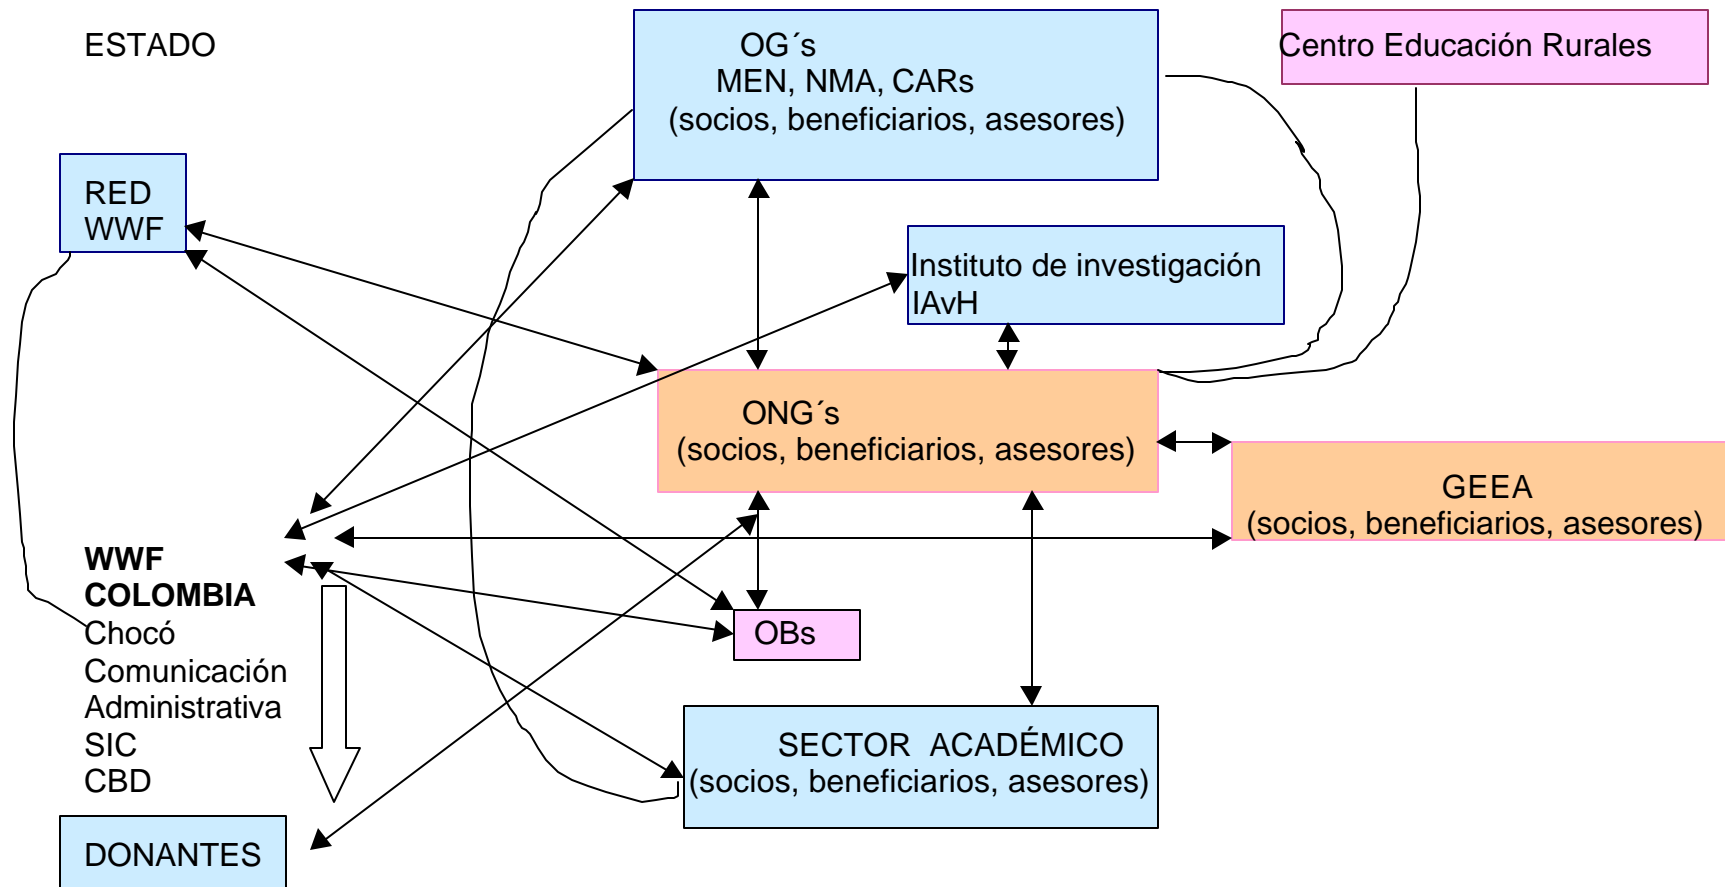 ESTADO
OG´s
MEN, NMA, CARs
(socios, beneficiarios, asesores)
Centro Educación Rurales
RED
WWF
Instituto de investigación
IAvH
ONG´s
(socios, beneficiarios, asesores)
GEEA
(socios, beneficiarios, asesores)
WWF
COLOMBIA
Chocó
Comunicación
Administrativa
SIC
CBD
OBs
SECTOR ACADÉMICO
(socios, beneficiarios, asesores)
DONANTES